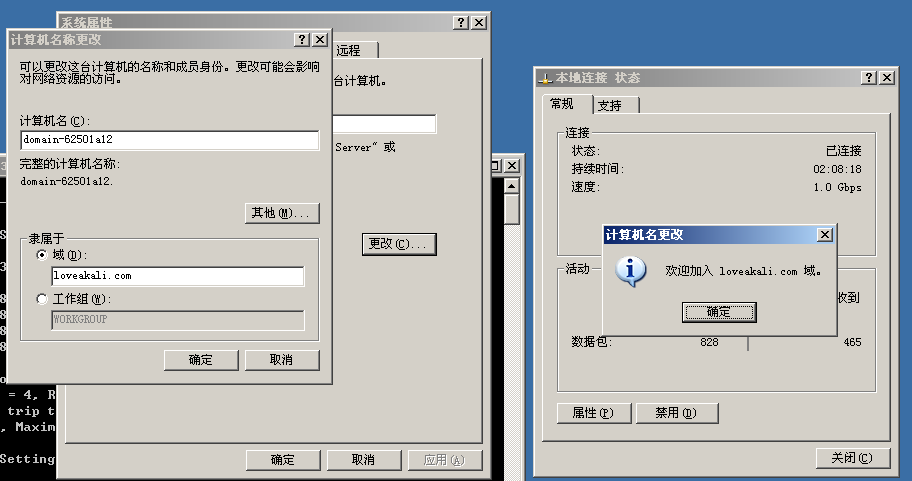 系统属性
计算机名称更改
远程
可以更改这台计算机的名称和成员身份。更改可能会影响
对网络资源的访问。
台计算机。
计算机名(C):
domain-62501a12
完整的计算机名称:
domain-62501a12.
Server" 或
其他(M)...
更改(C)...
隶属于
域(D):
loveakali.com
工作组(W):
WORKGROUP
确定
取消
= 4, R
trip t
, Maxim
Setting
确定
取消
应用(A)
本地连接 状态
常规
支持
连接
状态:
已连接
持续时间:
02:08:18
速度:
1.0 Gbps
计算机名更改
欢迎加入 loveakali.com 域。
确定
活动
收到
数据包:
828
465
属性(P)
禁用(D)
关闭(C)